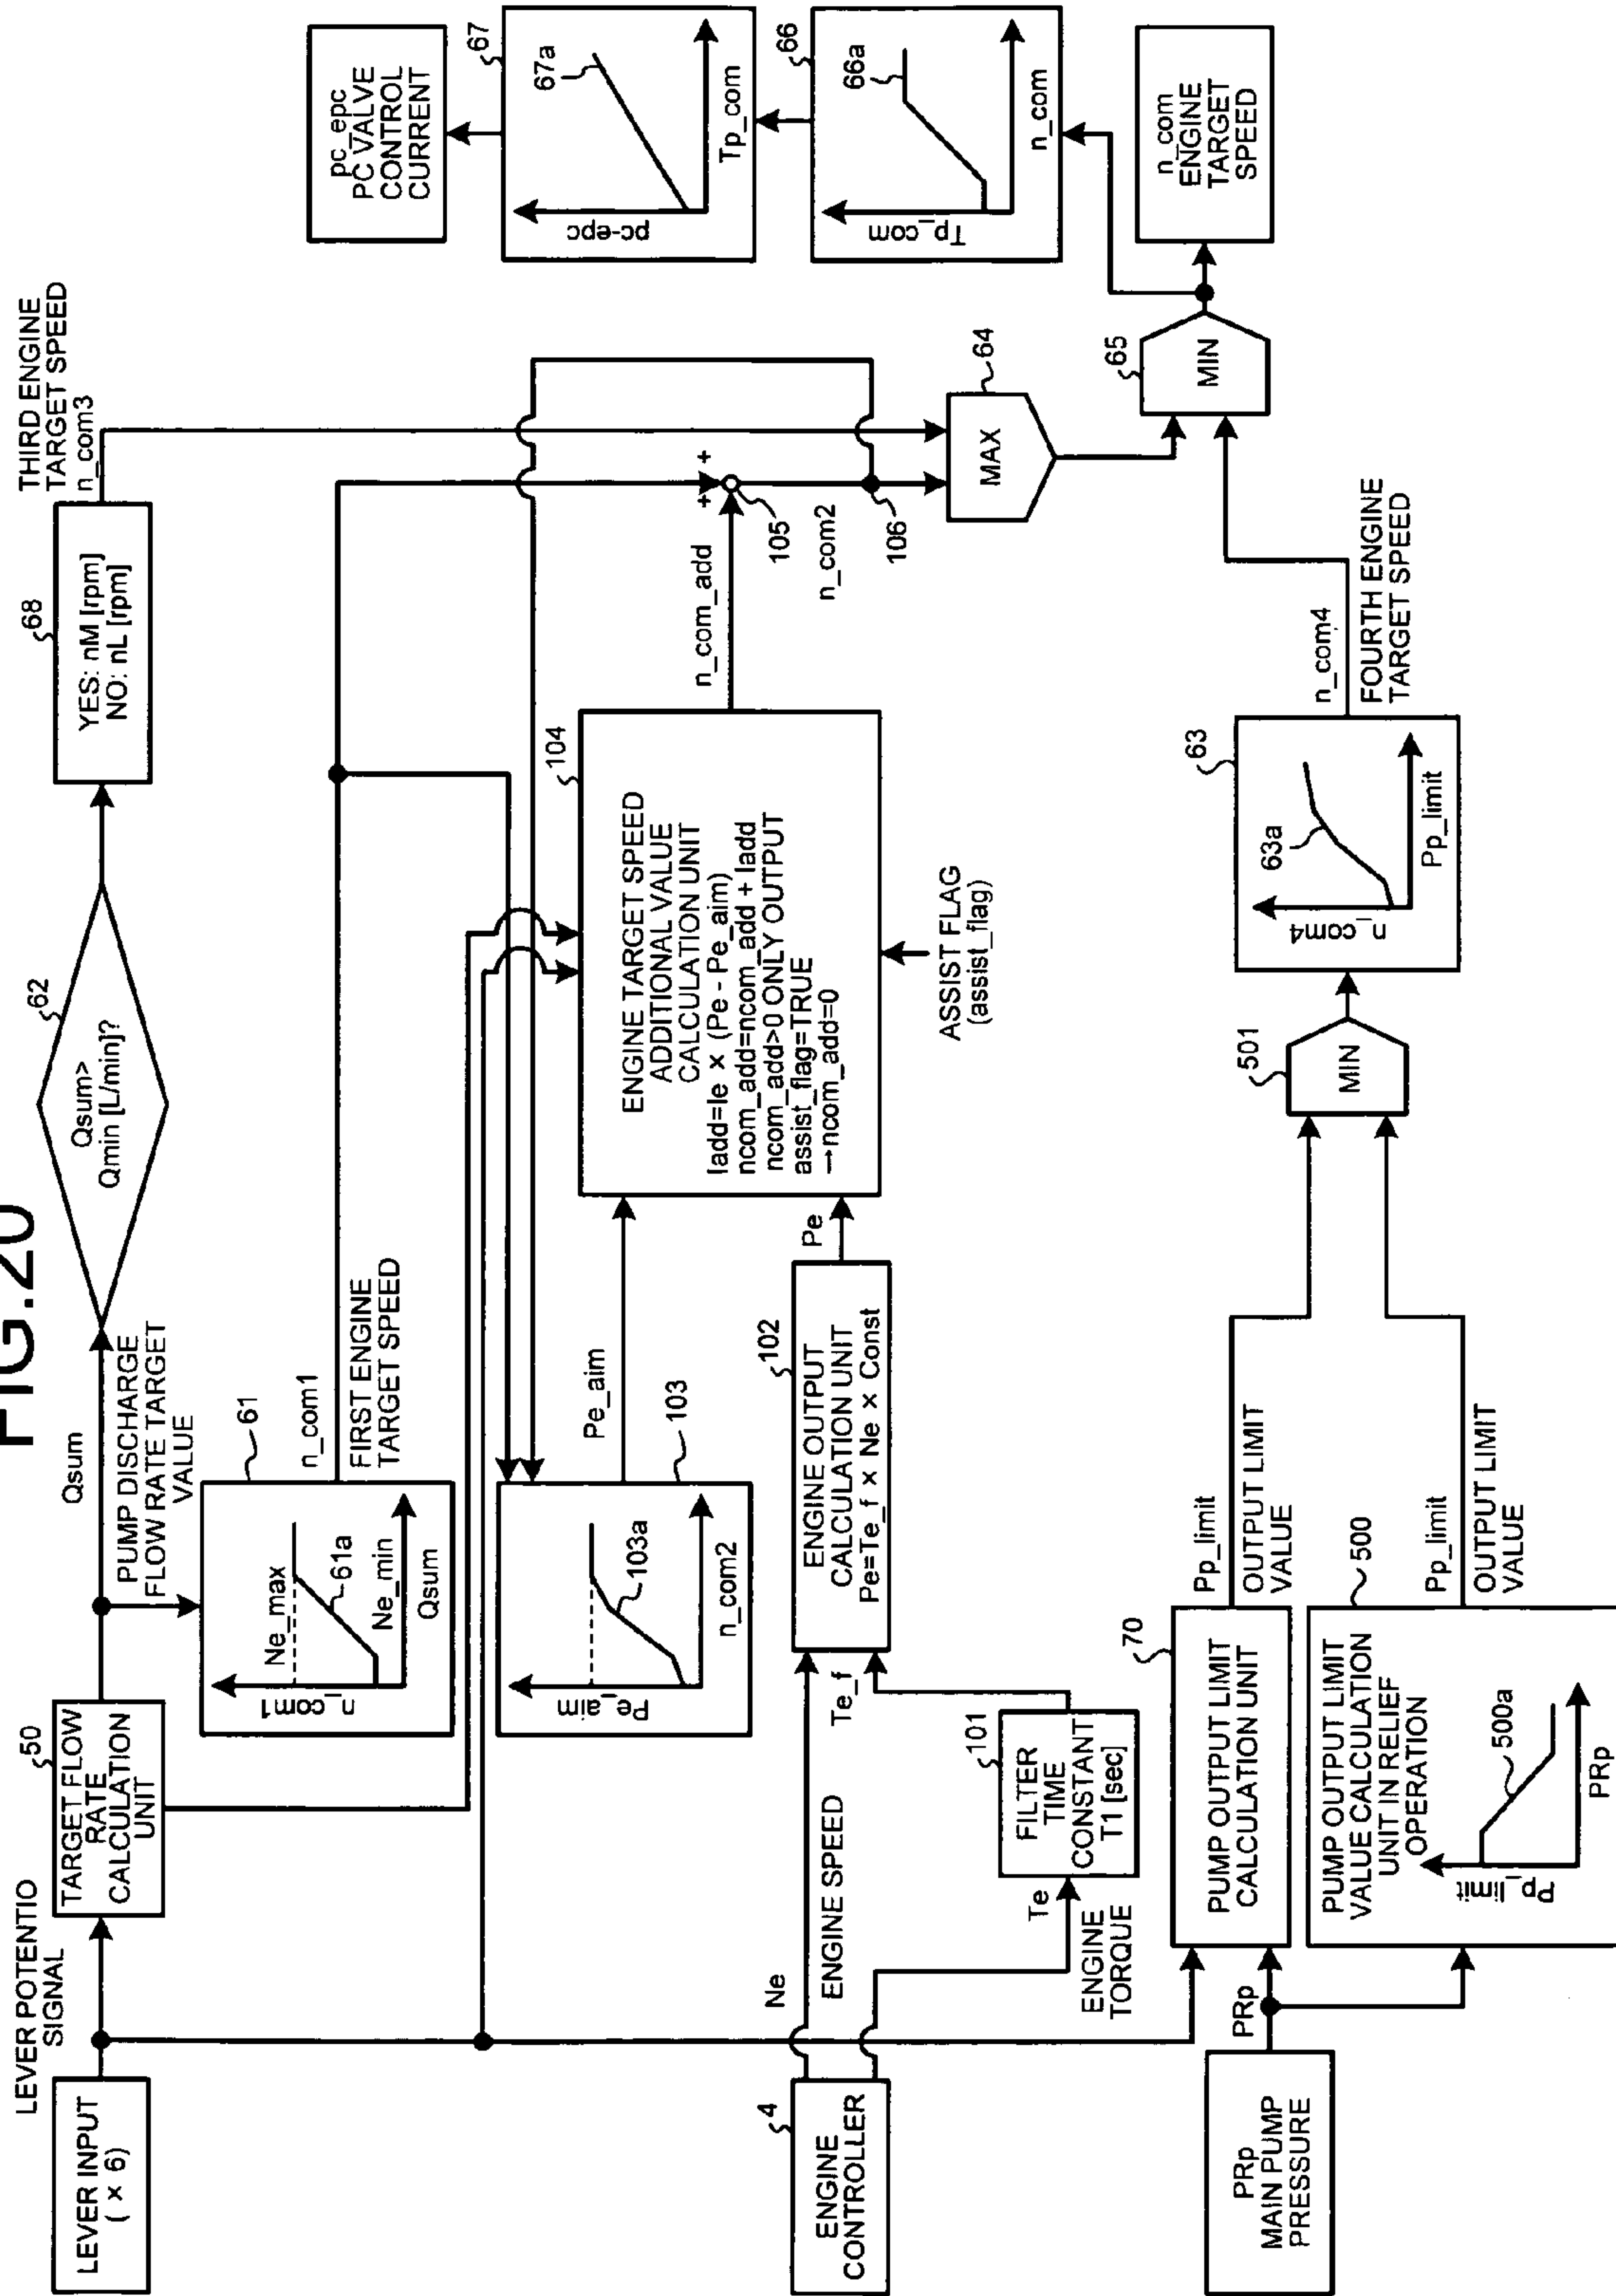 FIG.20
LEVER INPUT
( × 6)
LEVER POTENTIO
SIGNAL
50
TARGET FLOW
RATE
CALCULATION
UNIT
Qsum
PUMP DISCHARGE
FLOW RATE TARGET
VALUE
62
Qsum>
Qmin [L/min]?
68
YES: nM [rpm]
NO: nL [rpm]
THIRD ENGINE
TARGET SPEED
n_com3
61
n_com1
Ne_max
61a
Ne_min
Qsum
n_com1
FIRST ENGINE
TARGET SPEED
103
Pe_aim
103a
n_com2
Pe_aim
104
ENGINE TARGET SPEED
ADDITIONAL VALUE
CALCULATION UNIT
Iadd=Ie × (Pe - Pe_aim)
ncom_add=ncom_add + Iadd
ncom_add>0 ONLY OUTPUT
assist_flag=TRUE
→ncom_add=0
ASSIST FLAG
(assist_flag)
n_com_add
+
+
105
n_com2
106
64
MAX
65
MIN
n_com
ENGINE
TARGET
SPEED
66
66a
Tp_com
n_com
67
67a
pc-epc
Tp_com
pc_epc
PC VALVE
CONTROL
CURRENT
4
ENGINE
CONTROLLER
Ne
ENGINE SPEED
Te
ENGINE
TORQUE
101
FILTER
TIME
CONSTANT
T1 [sec]
Te_f
102
ENGINE OUTPUT
CALCULATION UNIT
Pe=Te_f × Ne × Const
Pe
PRp
MAIN PUMP
PRESSURE
PRp
70
PUMP OUTPUT LIMIT
CALCULATION UNIT
Pp_limit
OUTPUT LIMIT
VALUE
500
PUMP OUTPUT LIMIT
VALUE CALCULATION
UNIT IN RELIEF
OPERATION
Pp_limit
500a
PRp
Pp_limit
OUTPUT LIMIT
VALUE
501
MIN
63
n_com4
63a
Pp_limit
n_com4
FOURTH ENGINE
TARGET SPEED